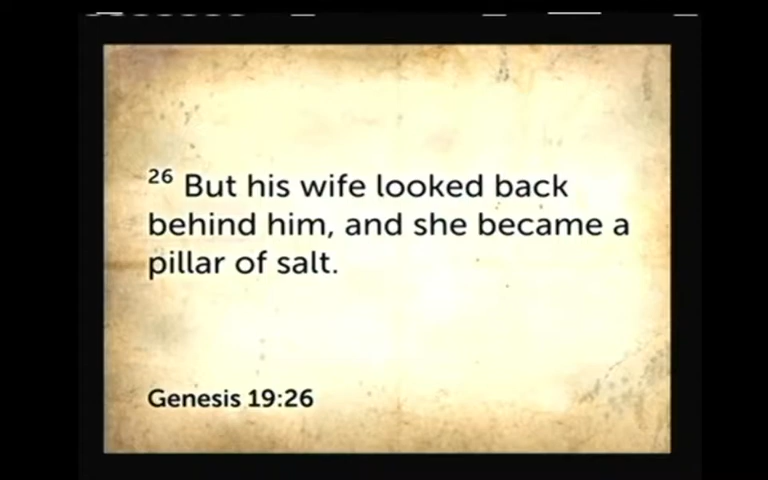 26 But his wife looked back
behind him, and she became a
pillar of salt.
Genesis 19:26